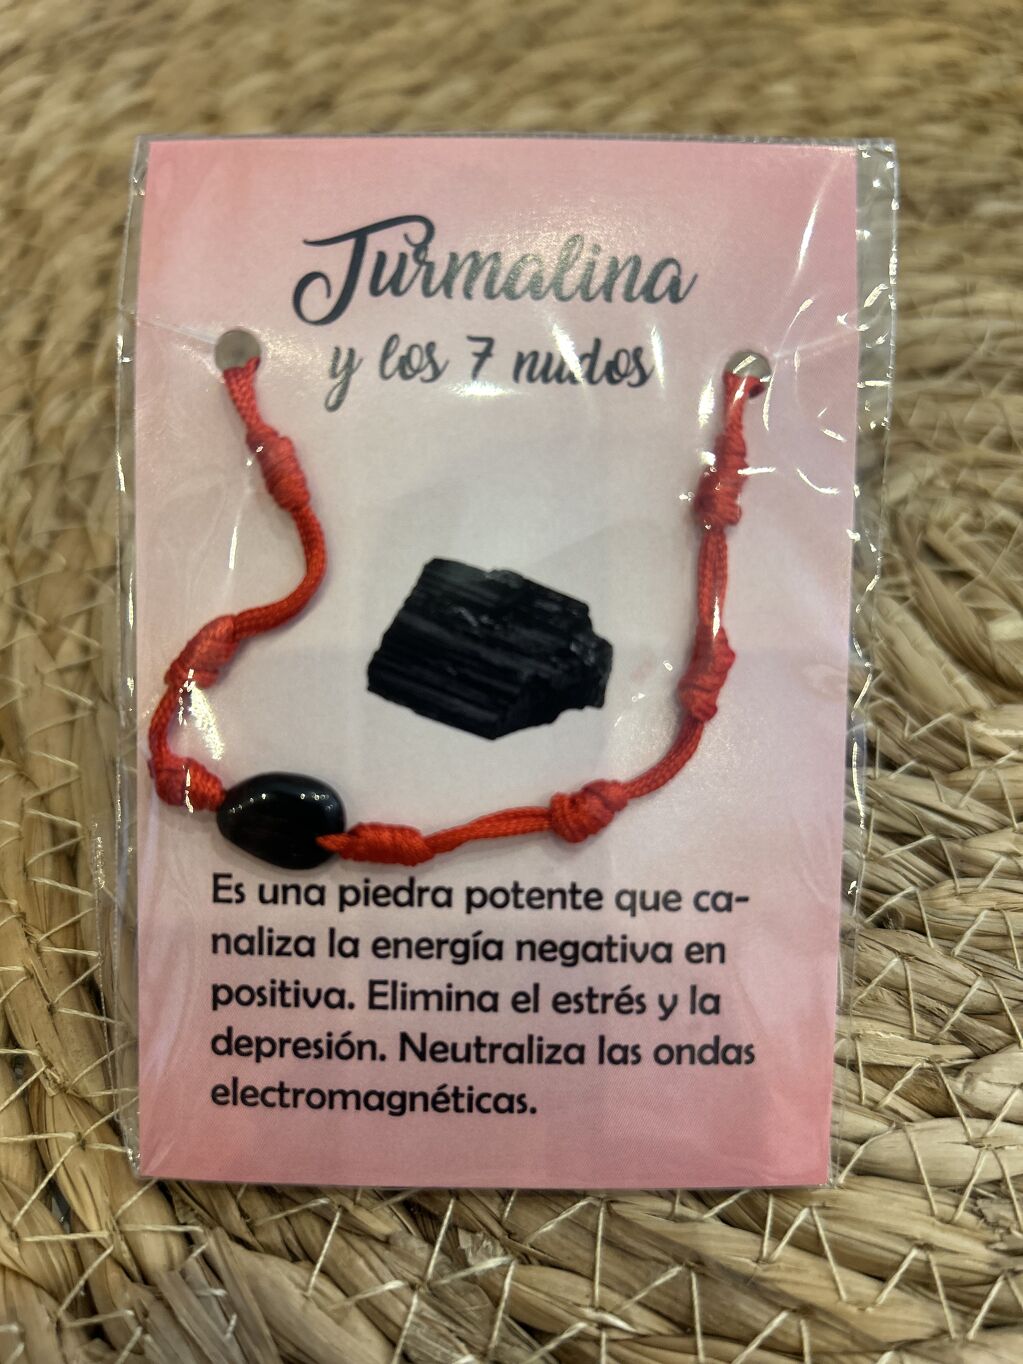 Turmalina
y los 7 nudos
Es una piedra potente que ca-
naliza la energía negativa en
positiva. Elimina el estrés y la
depresión. Neutraliza las ondas
electromagnéticas.